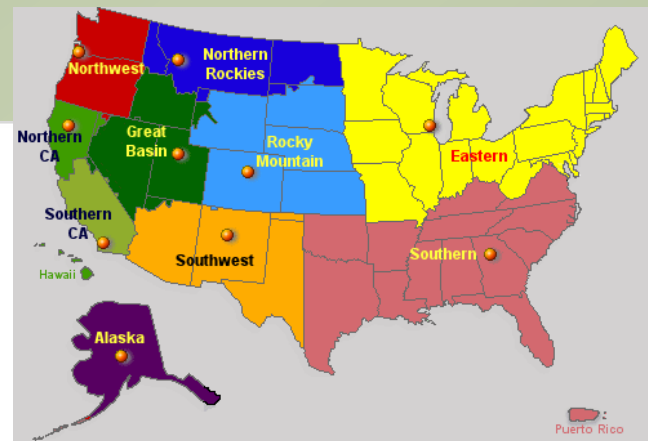 Northwest
Northern
Rockies
Northern
CA
Great
Basin
Rocky
Mountain
Eastern
Southern
CA
Southwest
Southern
Hawaii
Alaska
Puerto Rico